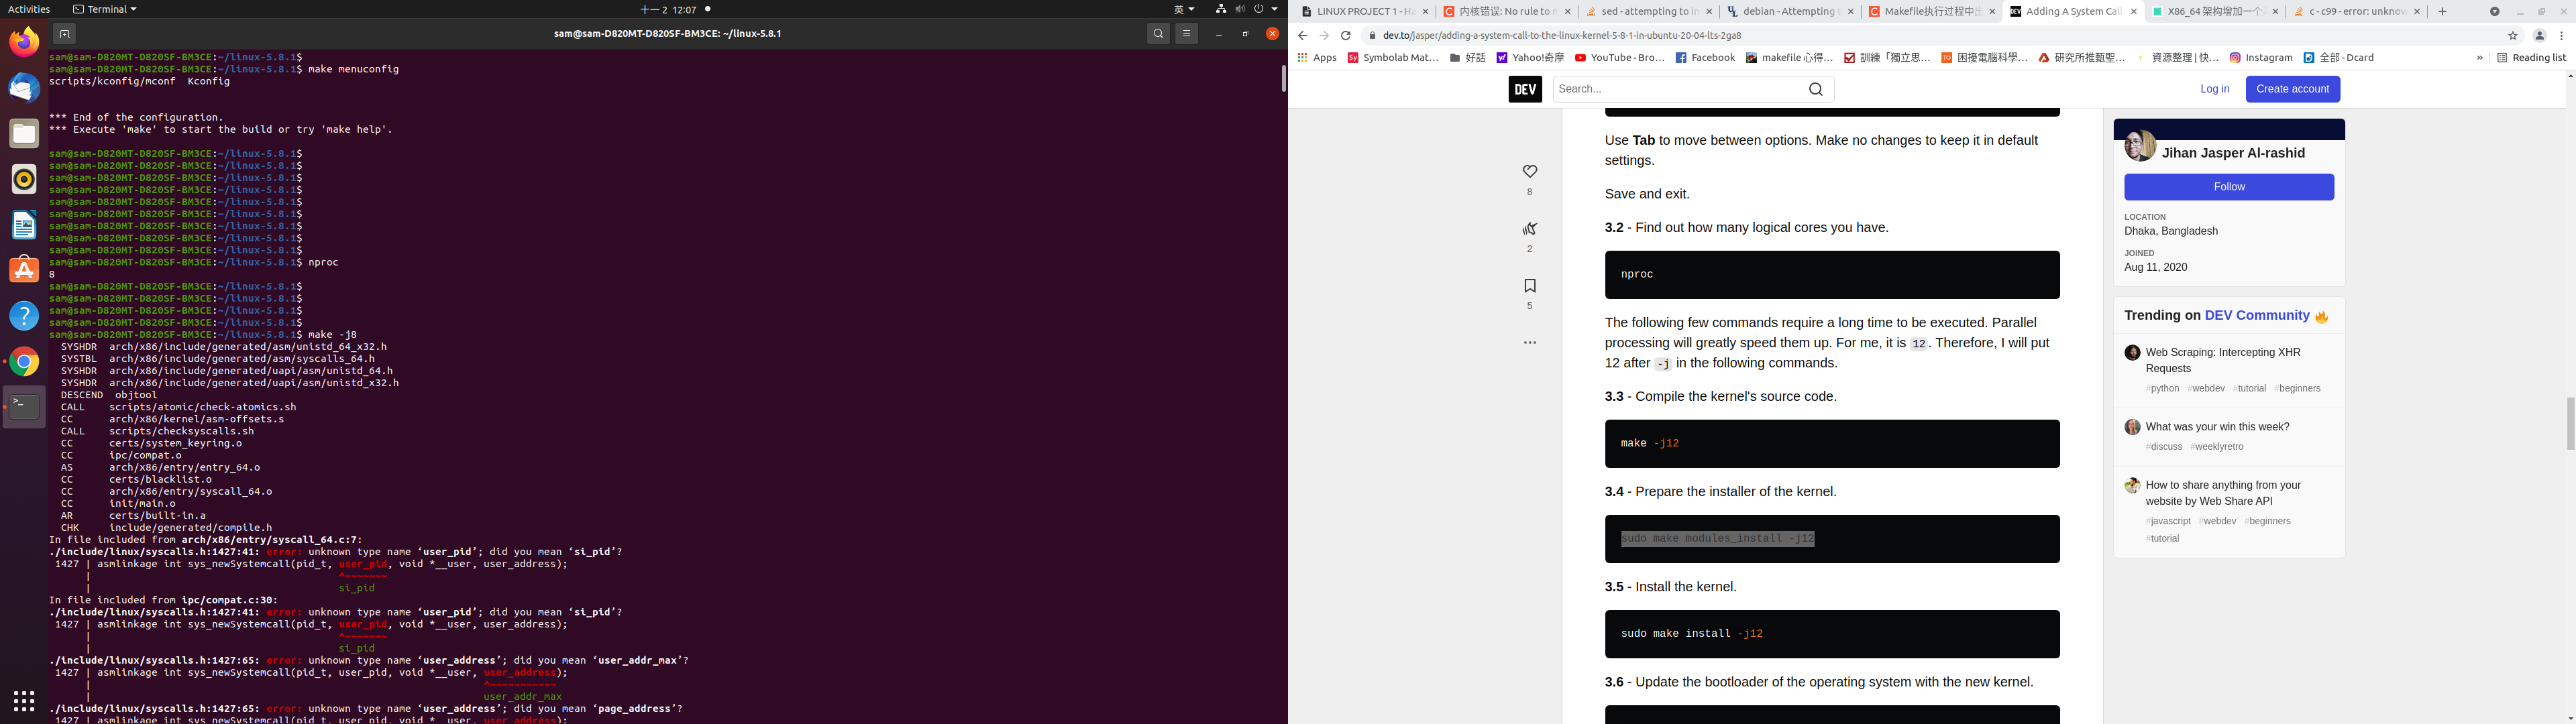 Activities
Terminal
十一 2 12:07
英
sam@sam-D820MT-D820SF-BM3CE: ~/linux-5.8.1
sam@sam-D820MT-D820SF-BM3CE:~/linux-5.8.1$
sam@sam-D820MT-D820SF-BM3CE:~/linux-5.8.1$ make menuconfig
scripts/kconfig/mconf  Kconfig
*** End of the configuration.
*** Execute 'make' to start the build or try 'make help'.
sam@sam-D820MT-D820SF-BM3CE:~/linux-5.8.1$
sam@sam-D820MT-D820SF-BM3CE:~/linux-5.8.1$
sam@sam-D820MT-D820SF-BM3CE:~/linux-5.8.1$
sam@sam-D820MT-D820SF-BM3CE:~/linux-5.8.1$
sam@sam-D820MT-D820SF-BM3CE:~/linux-5.8.1$
sam@sam-D820MT-D820SF-BM3CE:~/linux-5.8.1$
sam@sam-D820MT-D820SF-BM3CE:~/linux-5.8.1$
sam@sam-D820MT-D820SF-BM3CE:~/linux-5.8.1$
sam@sam-D820MT-D820SF-BM3CE:~/linux-5.8.1$
sam@sam-D820MT-D820SF-BM3CE:~/linux-5.8.1$ nproc
8
sam@sam-D820MT-D820SF-BM3CE:~/linux-5.8.1$
sam@sam-D820MT-D820SF-BM3CE:~/linux-5.8.1$
sam@sam-D820MT-D820SF-BM3CE:~/linux-5.8.1$
sam@sam-D820MT-D820SF-BM3CE:~/linux-5.8.1$
sam@sam-D820MT-D820SF-BM3CE:~/linux-5.8.1$ make -j8
SYSHDR  arch/x86/include/generated/asm/unistd_64_x32.h
SYSTBL  arch/x86/include/generated/asm/syscalls_64.h
SYSHDR  arch/x86/include/generated/uapi/asm/unistd_64.h
SYSHDR  arch/x86/include/generated/uapi/asm/unistd_x32.h
DESCEND  objtool
CALL    scripts/atomic/check-atomics.sh
CC      arch/x86/kernel/asm-offsets.s
CALL    scripts/checksyscalls.sh
CC      certs/system_keyring.o
CC      ipc/compat.o
AS      arch/x86/entry/entry_64.o
CC      certs/blacklist.o
CC      arch/x86/entry/syscall_64.o
CC      init/main.o
AR      certs/built-in.a
CHK     include/generated/compile.h
In file included from arch/x86/entry/syscall_64.c:7:
./include/linux/syscalls.h:1427:41: error: unknown type name ‘user_pid’; did you mean ‘si_pid’?
1427 | asmlinkage int sys_newSystemcall(pid_t, user_pid, void *__user, user_address);
| ^~~~~~~~
| si_pid
In file included from ipc/compat.c:30:
./include/linux/syscalls.h:1427:41: error: unknown type name ‘user_pid’; did you mean ‘si_pid’?
1427 | asmlinkage int sys_newSystemcall(pid_t, user_pid, void *__user, user_address);
| ^~~~~~~~
| si_pid
./include/linux/syscalls.h:1427:65: error: unknown type name ‘user_address’; did you mean ‘user_addr_max’?
1427 | asmlinkage int sys_newSystemcall(pid_t, user_pid, void *__user, user_address);
| ^~~~~~~~~~~~
| user_addr_max
./include/linux/syscalls.h:1427:65: error: unknown type name ‘user_address’; did you mean ‘page_address’?
1427 | asmlinkage int sys_newSystemcall(pid_t, user_pid, void *__user, user_address);
LINUX PROJECT 1 - Ha
内核错误: No rule to m
sed - attempting to in
debian - Attempting t
Makefile执行过程中出
Adding A System Call
X86_64 架构增加一个
c - c99 - error: unknow
dev.to/jasper/adding-a-system-call-to-the-linux-kernel-5-8-1-in-ubuntu-20-04-lts-2ga8
Apps
Symbolab Mat…
好話
Yahoo!奇摩
YouTube - Bro…
Facebook
makefile 心得…
訓練「獨立思…
困擾電腦科學…
研究所推甄聖…
資源整理 | 快…
Instagram
全部 - Dcard
»
Reading list
DEV
Search...
Log in
Create account
8
2
5
Use Tab to move between options. Make no changes to keep it in default
settings.
Save and exit.
3.2 - Find out how many logical cores you have.
nproc
The following few commands require a long time to be executed. Parallel
processing will greatly speed them up. For me, it is 12. Therefore, I will put
12 after -j in the following commands.
3.3 - Compile the kernel's source code.
make -j12
3.4 - Prepare the installer of the kernel.
sudo make modules_install -j12
3.5 - Install the kernel.
sudo make install -j12
3.6 - Update the bootloader of the operating system with the new kernel.
Jihan Jasper Al-rashid
Follow
LOCATION
Dhaka, Bangladesh
JOINED
Aug 11, 2020
Trending on DEV Community 🔥
Web Scraping: Intercepting XHR
Requests
#python #webdev #tutorial #beginners
What was your win this week?
#discuss #weeklyretro
How to share anything from your
website by Web Share API
#javascript #webdev #beginners
#tutorial